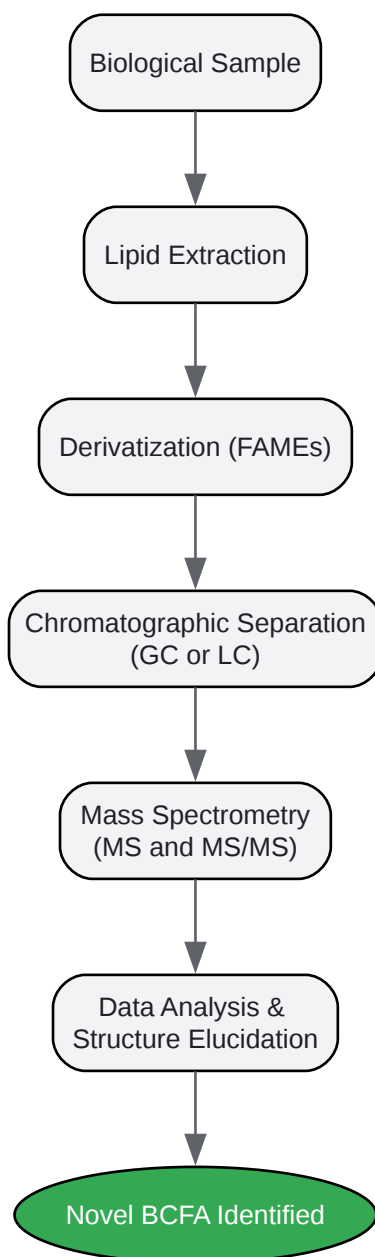 Biological Sample
Lipid Extraction
Derivatization (FAMEs)
Chromatographic Separation
(GC or LC)
Mass Spectrometry
(MS and MS/MS)
Data Analysis &
Structure Elucidation
Novel BCFA Identified